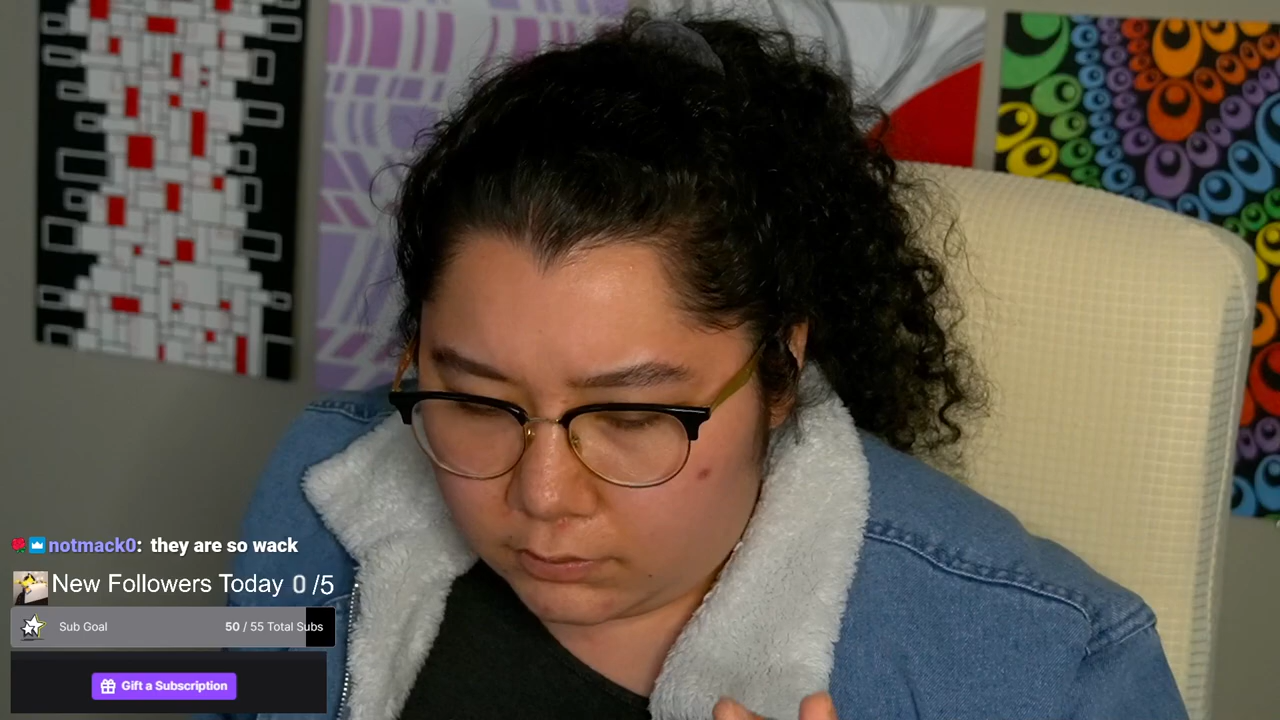 notmack0: they are so wack
New Followers Today 0 /5
Sub Goal 50 / 55 Total Subs
Gift a Subscription